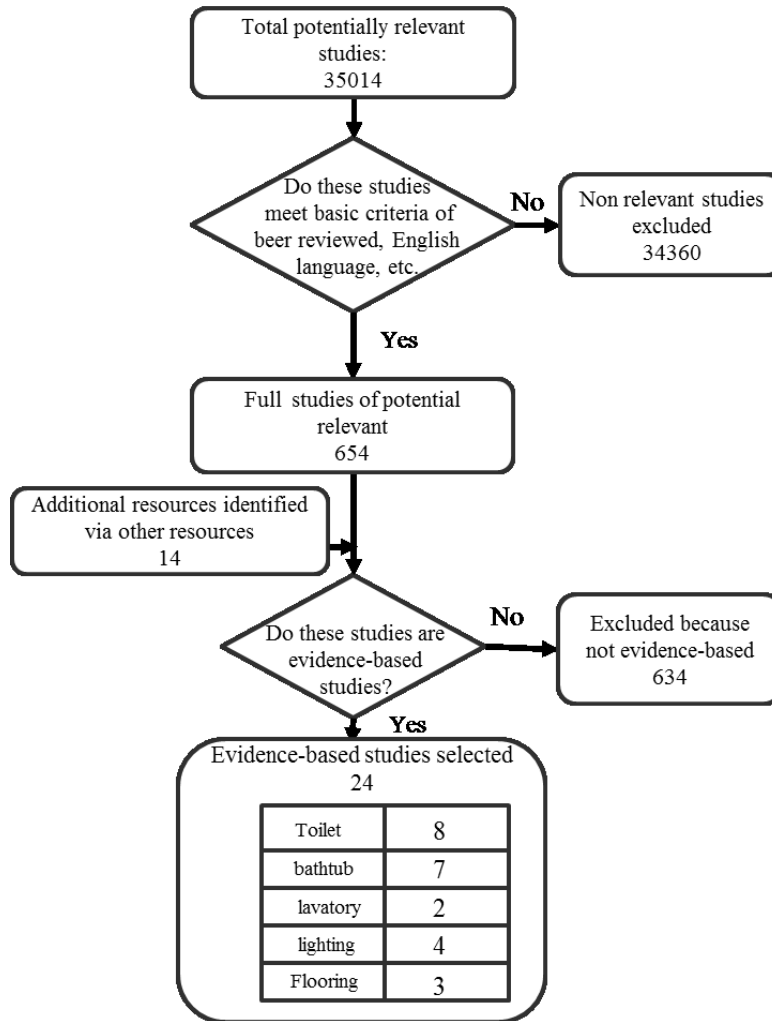 Total potentially relevant
studies:
35014
Do these studies
meet basic criteria of
beer reviewed, English
language, etc.
No
Non relevant studies
excluded
34360
Yes
Full studies of potential
relevant
654
Additional resources identified
via other resources
14
Do these studies are
evidence-based
studies?
No
Excluded because
not evidence-based
634
Yes
Evidence-based studies selected
24
Toilet 8
bathtub 7
lavatory 2
lighting 4
Flooring 3